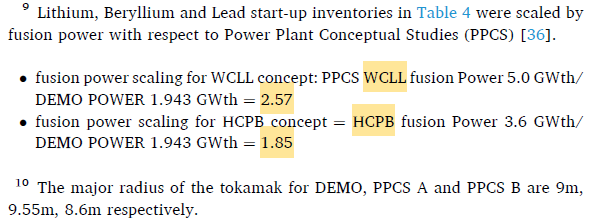 9 Lithium, Beryllium and Lead start-up inventories in Table 4 were scaled by
fusion power with respect to Power Plant Conceptual Studies (PPCS) [36].
• fusion power scaling for WCLL concept: PPCS WCLL fusion Power 5.0 GWth/
DEMO POWER 1.943 GWth = 2.57
• fusion power scaling for HCPB concept = HCPB fusion Power 3.6 GWth/
DEMO POWER 1.943 GWth = 1.85
10 The major radius of the tokamak for DEMO, PPCS A and PPCS B are 9m,
9.55m, 8.6m respectively.